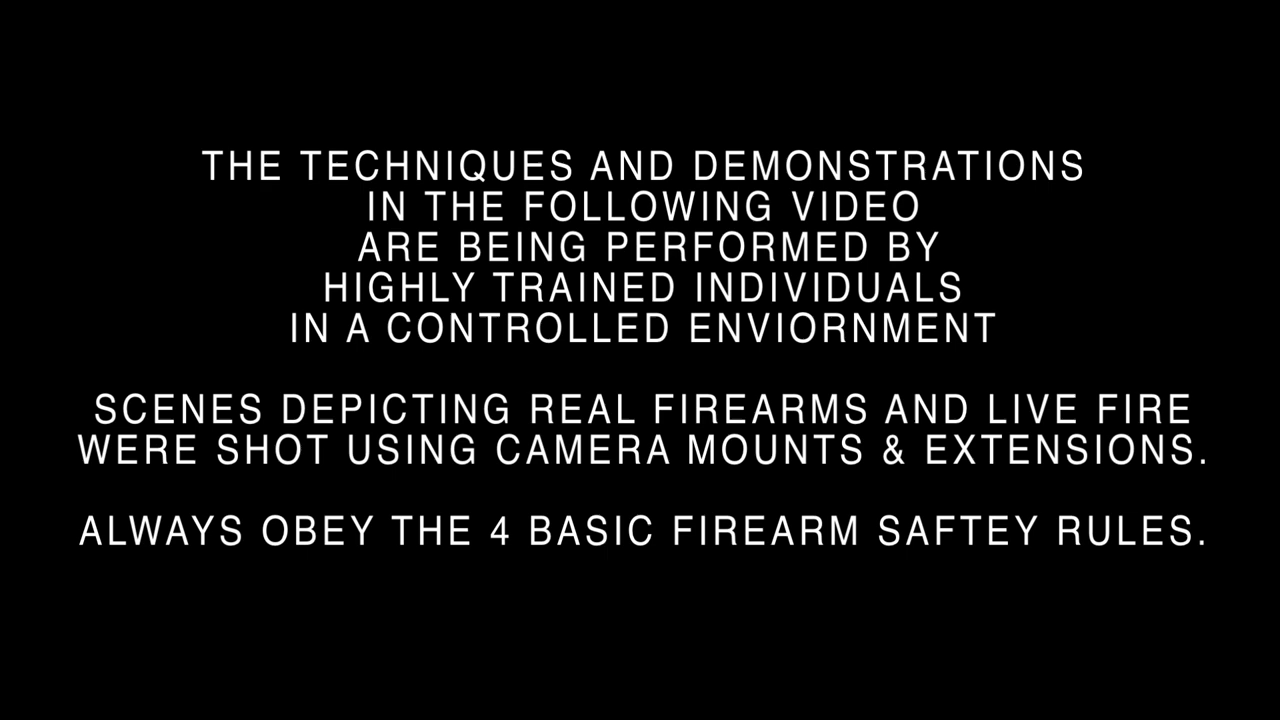 THE TECHNIQUES AND DEMONSTRATIONS
IN THE FOLLOWING VIDEO
ARE BEING PERFORMED BY
HIGHLY TRAINED INDIVIDUALS
IN A CONTROLLED ENVIORNMENT
SCENES DEPICTING REAL FIREARMS AND LIVE FIRE
WERE SHOT USING CAMERA MOUNTS & EXTENSIONS.
ALWAYS OBEY THE 4 BASIC FIREARM SAFTEY RULES.